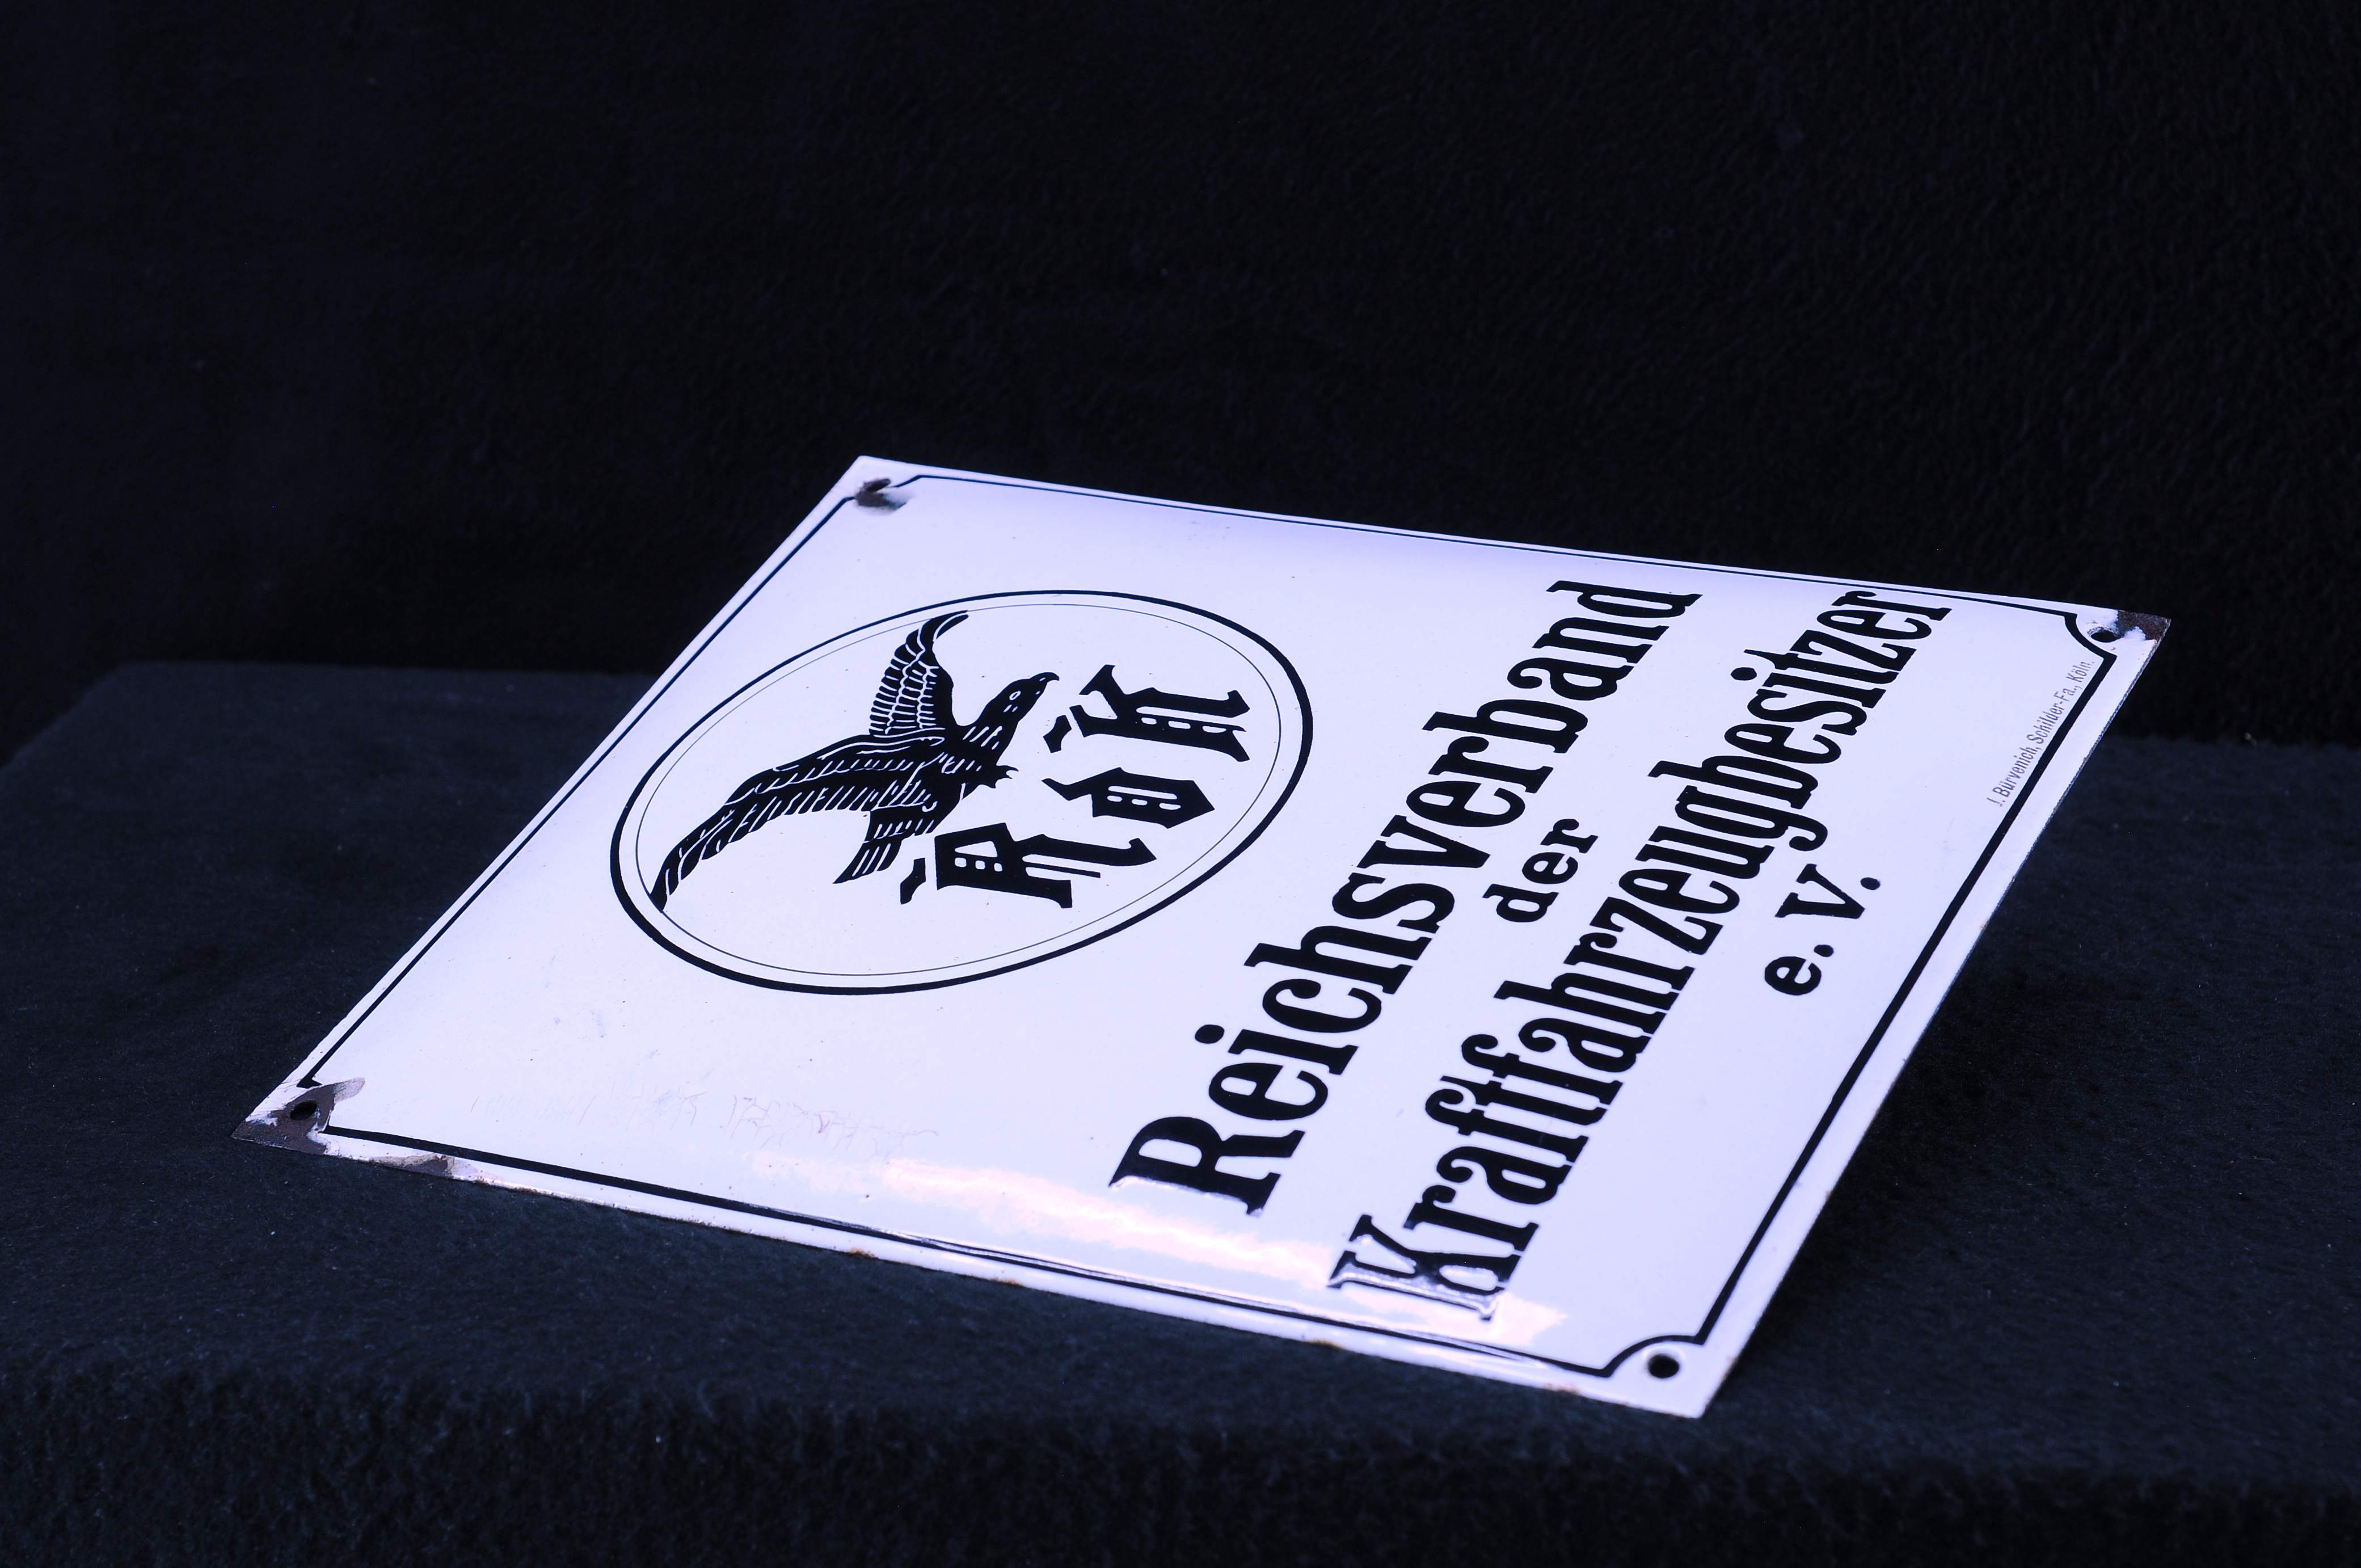 RdK
Reichsverband
der
Kraftfahrzeugbesitzer
e. V.
J. Bürvenich, Schilder-Fa., Köln.